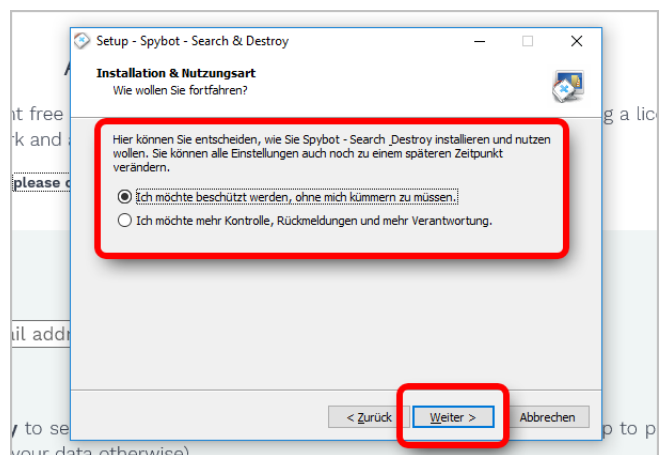 Setup - Spybot - Search & Destroy
Installation & Nutzungsart
Wie wollen Sie fortfahren?
nt free
g a lic
rk and
Hier können Sie entscheiden, wie Sie Spybot - Search _Destroy installieren und nutzen
wollen. Sie können alle Einstellungen auch noch zu einem späteren Zeitpunkt
verändern.
please
Ich möchte beschützt werden, ohne mich kümmern zu müssen.
Ich möchte mehr Kontrolle, Rückmeldungen und mehr Verantwortung.
ail addr
< Zurück
Weiter >
Abbrechen
y to se
p to p
your data otherwise)